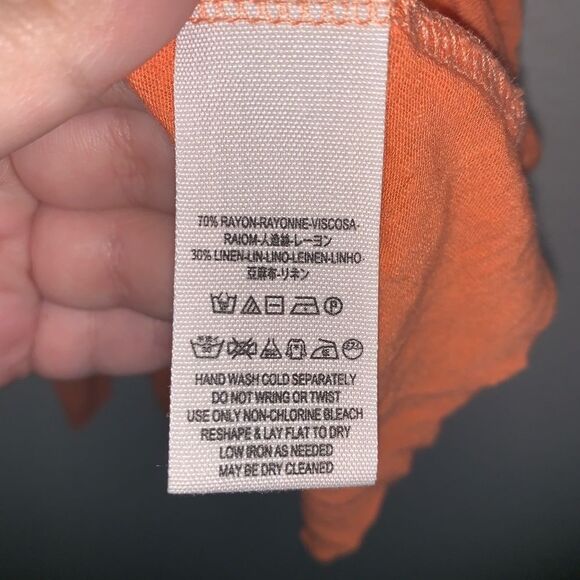 70% RAYON-RAYONNE-VISCOSA-
RAIOM-人造絲-レーヨン
30% LINEN-LIN-LINO-LEINEN-LINHO-
亞麻布-リネン
HAND WASH COLD SEPARATELY
DO NOT WRING OR TWIST
USE ONLY NON-CHLORINE BLEACH
RESHAPE & LAY FLAT TO DRY
LOW IRON AS NEEDED
MAY BE DRY CLEANED